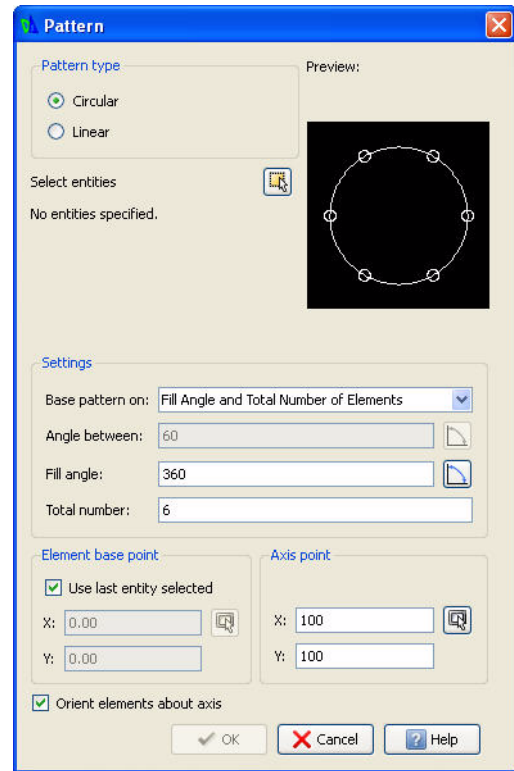 Pattern
Pattern type
Preview:
Circular
Linear
Select entities
No entities specified.
Settings
Base pattern on: Fill Angle and Total Number of Elements
Angle between: 60
Fill angle: 360
Total number: 6
Element base point
Axis point
Use last entity selected
X: 0.00
X: 100
Y: 0.00
Y: 100
Orient elements about axis
OK
Cancel
Help